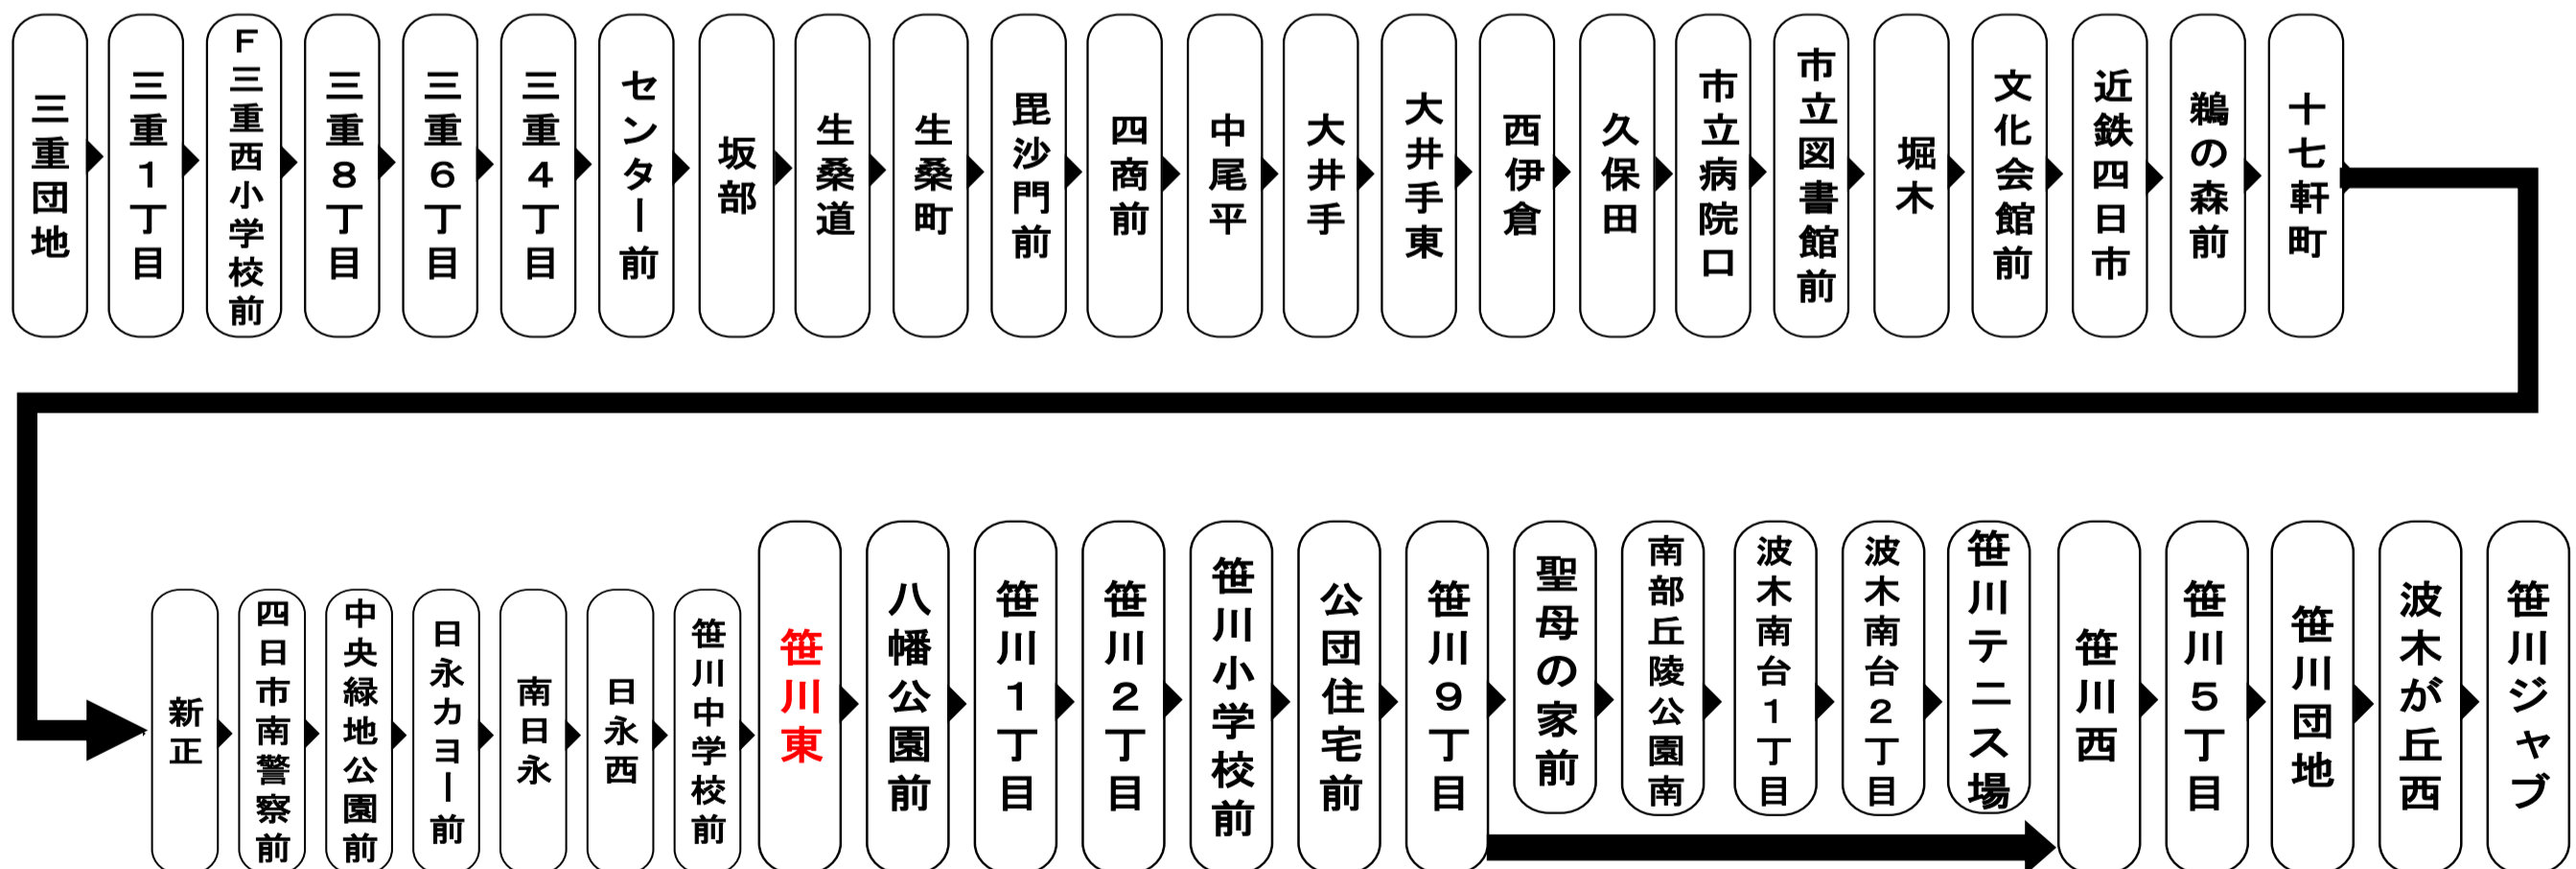 三重団地
三重１丁目
Ｆ三重西小学校前
三重８丁目
三重６丁目
三重４丁目
センター前
坂部
生桑道
生桑町
毘沙門前
四商前
中尾平
大井手
大井手東
西伊倉
久保田
市立病院口
市立図書館前
堀木
文化会館前
近鉄四日市
鵜の森前
十七軒町
新正
四日市南警察前
中央緑地公園前
日永カヨー前
南日永
日永西
笹川中学校前
笹川東
八幡公園前
笹川１丁目
笹川２丁目
笹川小学校前
公団住宅前
笹川９丁目
聖母の家前
南部丘陵公園南
波木南台１丁目
波木南台２丁目
笹川テニス場
笹川西
笹川５丁目
笹川団地
波木が丘西
笹川ジャブ